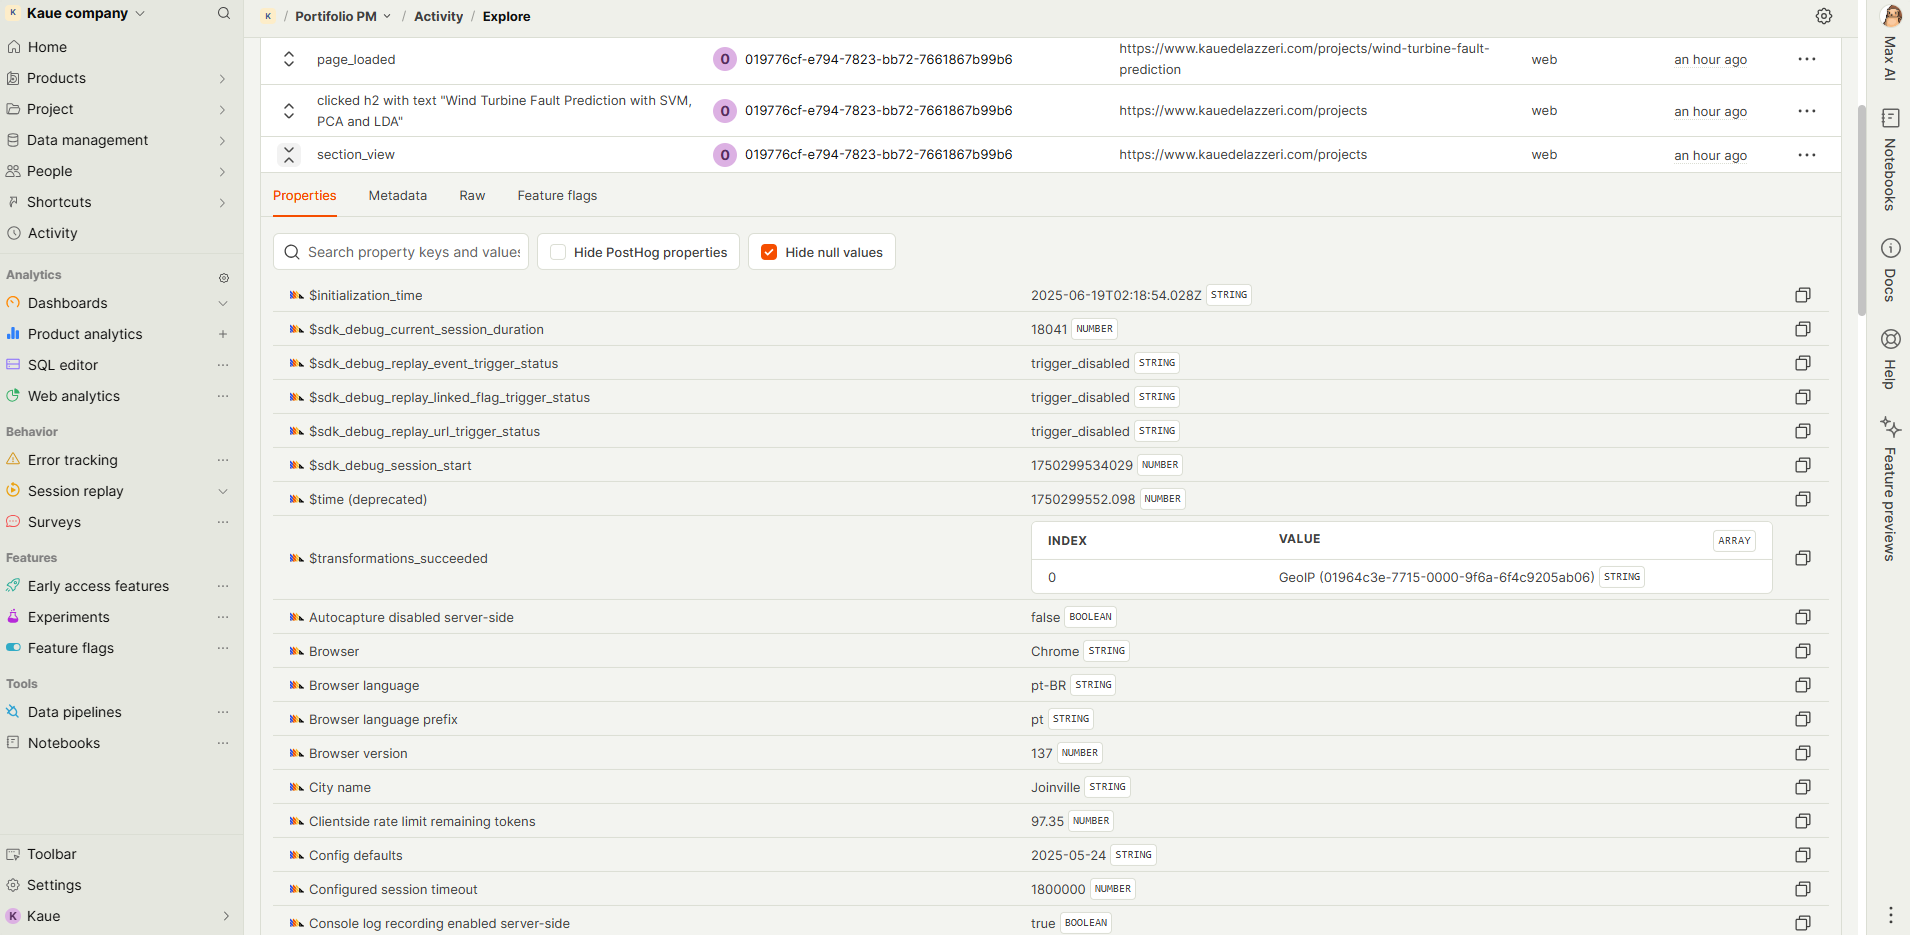 K Kaue company
Home
Products
Project
Data management
People
Shortcuts
Activity
Analytics
Dashboards
Product analytics
SQL editor
Web analytics
Behavior
Error tracking
Session replay
Surveys
Features
Early access features
Experiments
Feature flags
Tools
Data pipelines
Notebooks
Toolbar
Settings
K Kaue
K / Portifolio PM / Activity / Explore
page_loaded 0 019776cf-e794-7823-bb72-7661867b99b6 https://www.kauedelazzeri.com/projects/wind-turbine-fault-
prediction web an hour ago
clicked h2 with text "Wind Turbine Fault Prediction with SVM,
PCA and LDA" 0 019776cf-e794-7823-bb72-7661867b99b6 https://www.kauedelazzeri.com/projects web an hour ago
section_view 0 019776cf-e794-7823-bb72-7661867b99b6 https://www.kauedelazzeri.com/projects web an hour ago
Properties Metadata Raw Feature flags
Search property keys and values Hide PostHog properties Hide null values
$initialization_time 2025-06-19T02:18:54.028Z STRING
$sdk_debug_current_session_duration 18041 NUMBER
$sdk_debug_replay_event_trigger_status trigger_disabled STRING
$sdk_debug_replay_linked_flag_trigger_status trigger_disabled STRING
$sdk_debug_replay_url_trigger_status trigger_disabled STRING
$sdk_debug_session_start 1750299534029 NUMBER
$time (deprecated) 1750299552.098 NUMBER
$transformations_succeeded
INDEX VALUE ARRAY
0 GeoIP (01964c3e-7715-0000-9f6a-6f4c9205ab06) STRING
Autocapture disabled server-side false BOOLEAN
Browser Chrome STRING
Browser language pt-BR STRING
Browser language prefix pt STRING
Browser version 137 NUMBER
City name Joinville STRING
Clientside rate limit remaining tokens 97.35 NUMBER
Config defaults 2025-05-24 STRING
Configured session timeout 1800000 NUMBER
Console log recording enabled server-side true BOOLEAN
Max AI
Notebooks
Docs
Help
Feature previews